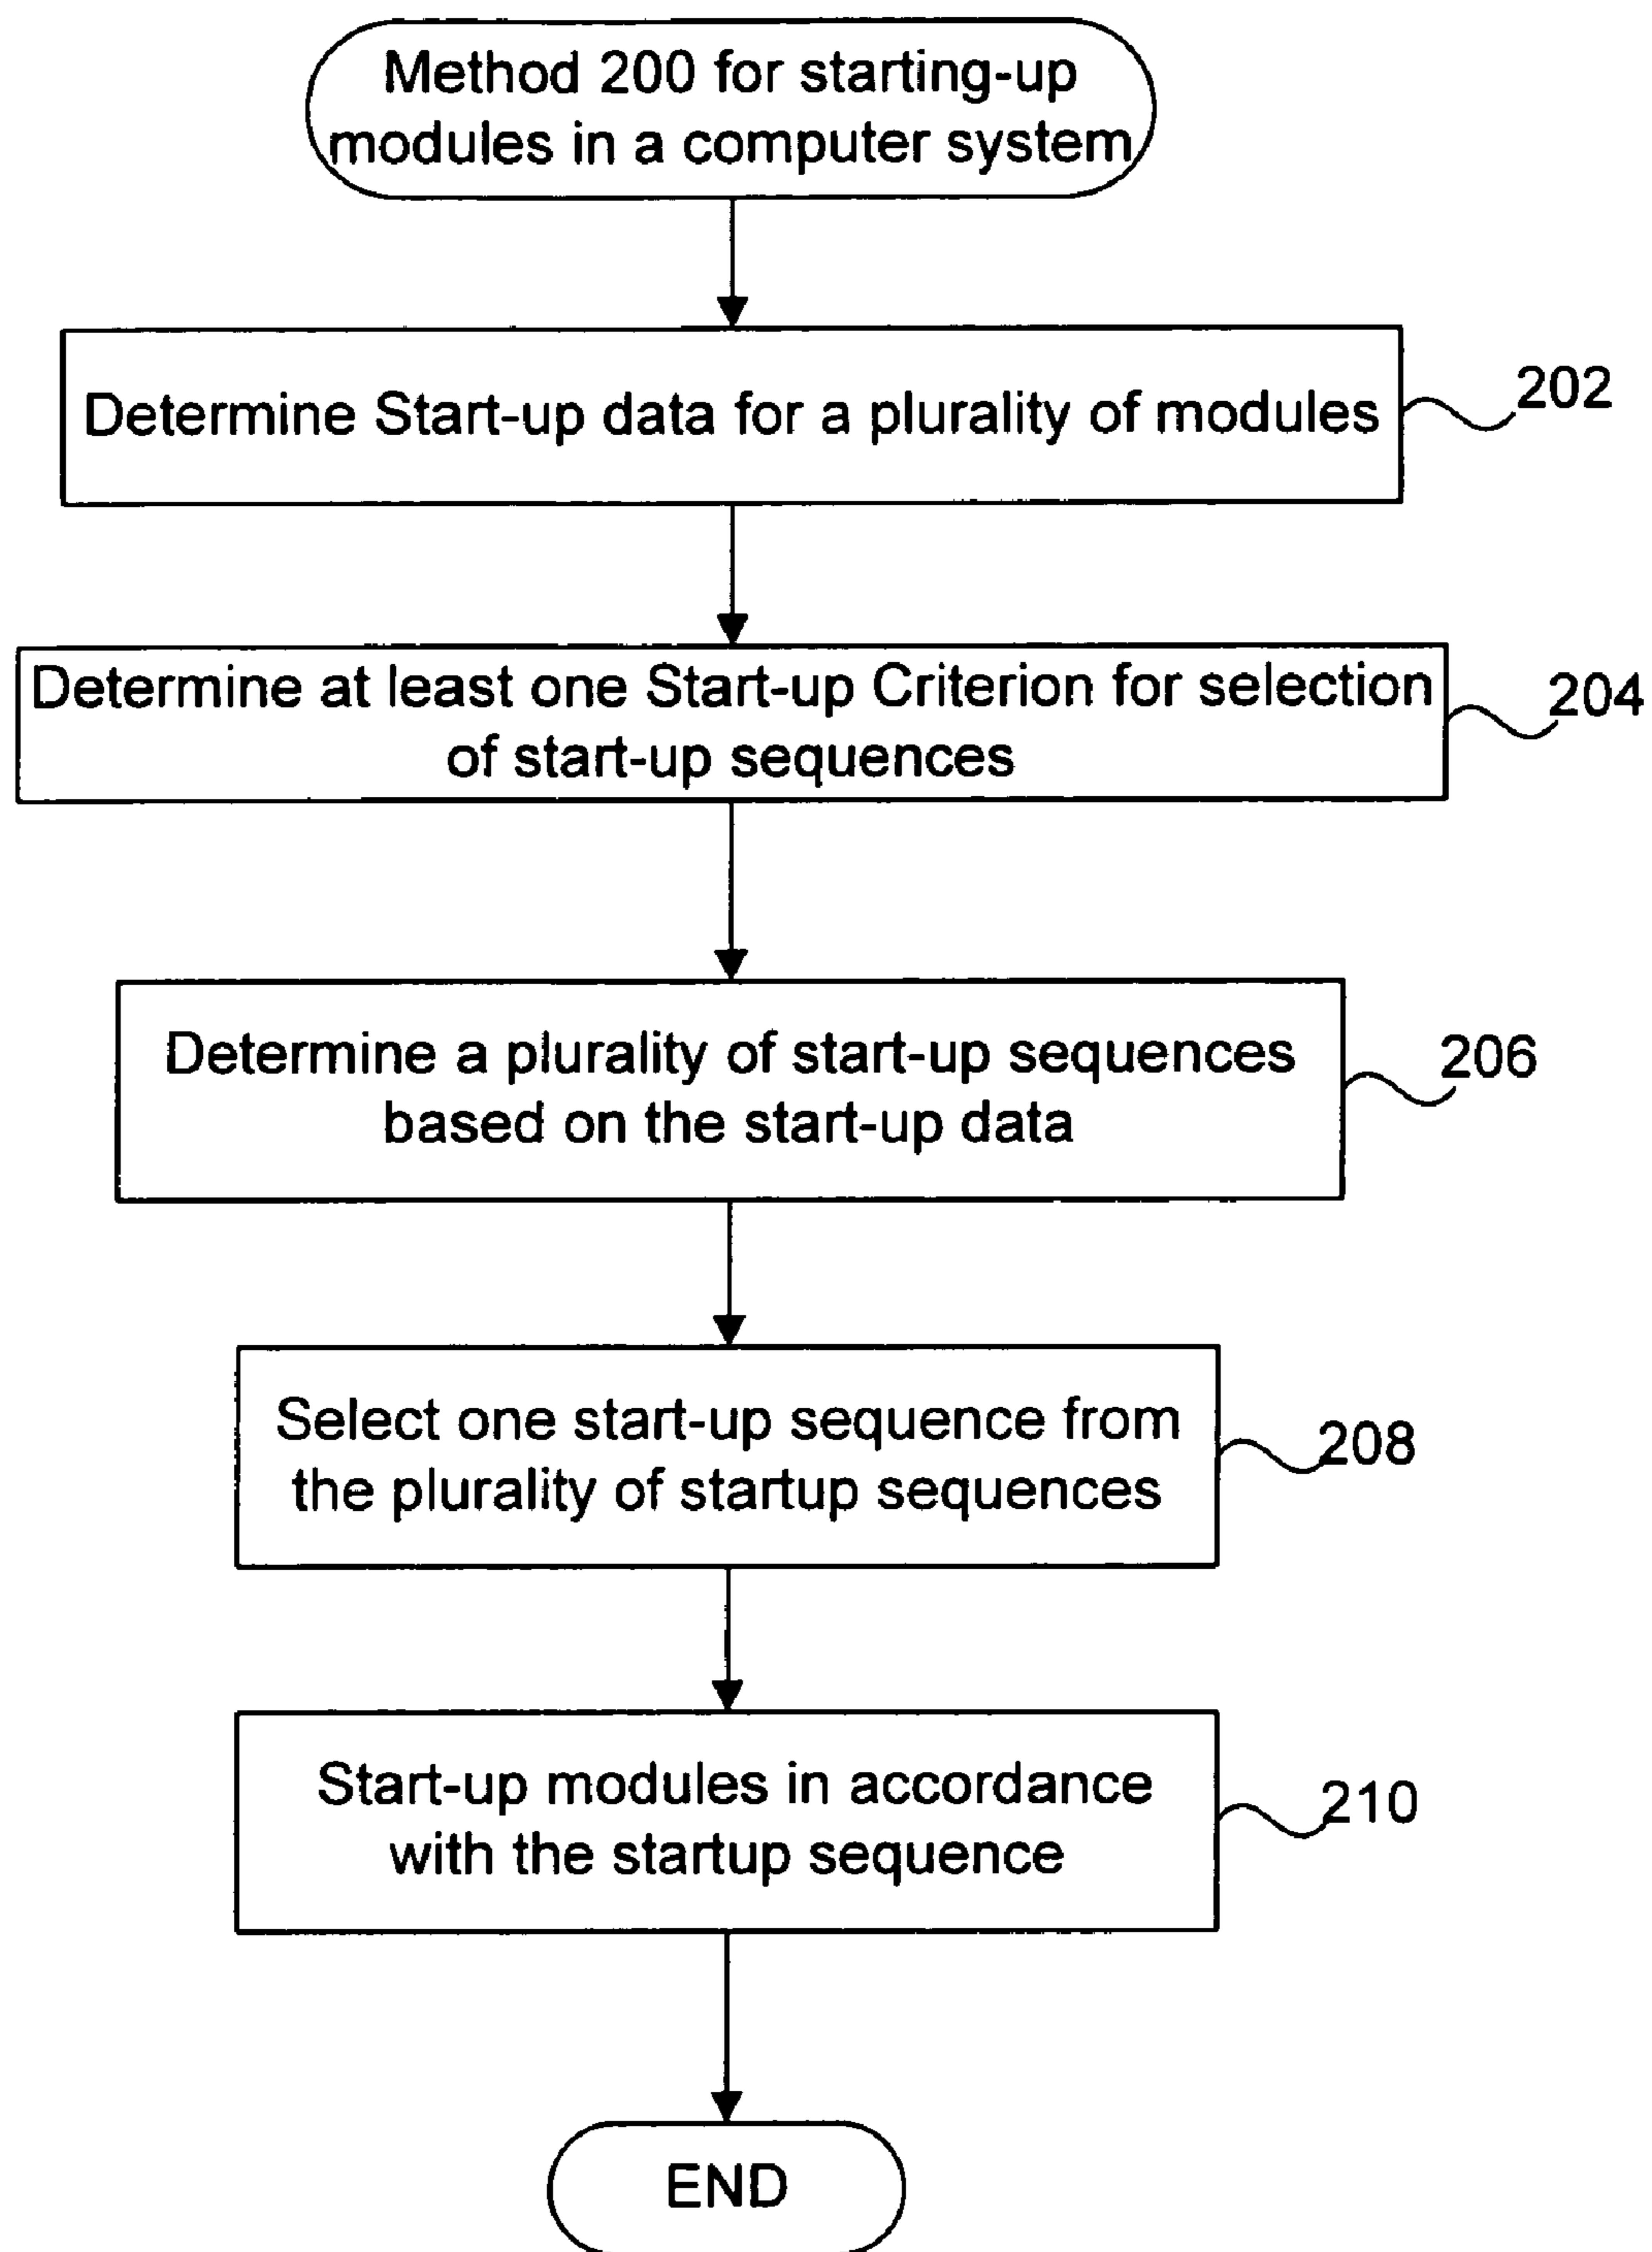 Method 200 for starting-up
modules in a computer system
Determine Start-up data for a plurality of modules
202
Determine at least one Start-up Criterion for selection
of start-up sequences
204
Determine a plurality of start-up sequences
based on the start-up data
206
Select one start-up sequence from
the plurality of startup sequences
208
Start-up modules in accordance
with the startup sequence
210
END